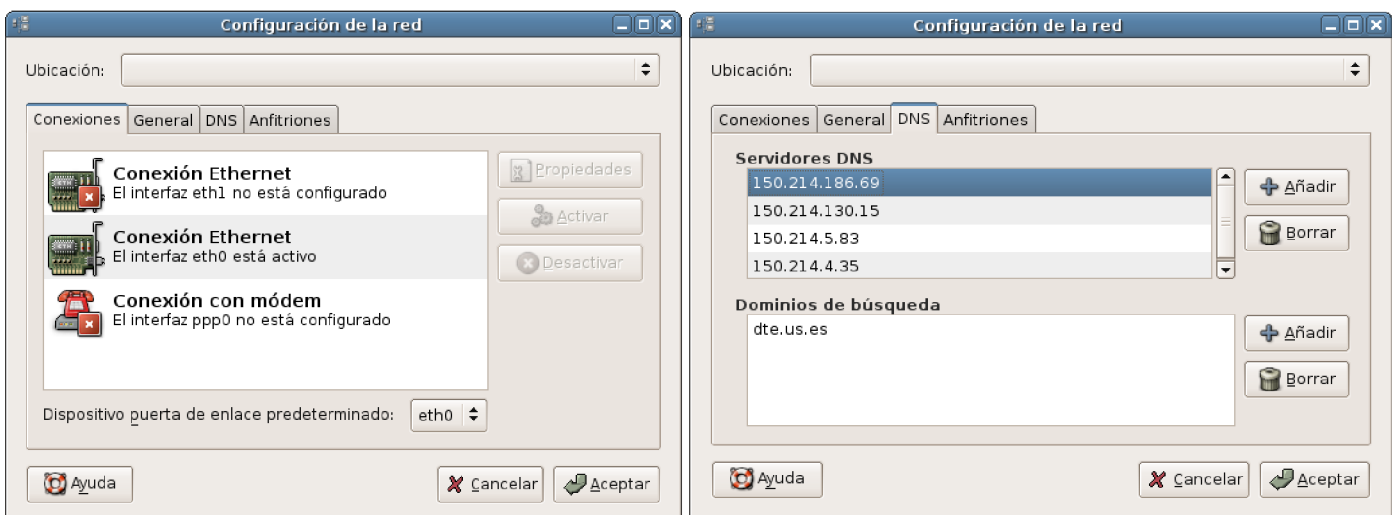 Configuración de la red
Ubicación:
Conexiones General DNS Anfitriones
Conexión Ethernet
El interfaz eth1 no está configurado
Conexión Ethernet
El interfaz eth0 está activo
Conexión con módem
El interfaz ppp0 no está configurado
Propiedades
Activar
Desactivar
Dispositivo puerta de enlace predeterminado: eth0
Ayuda Cancelar Aceptar
Configuración de la red
Ubicación:
Conexiones General DNS Anfitriones
Servidores DNS
150.214.186.69
150.214.130.15
150.214.5.83
150.214.4.35
Añadir
Borrar
Dominios de búsqueda
dte.us.es
Añadir
Borrar
Ayuda Cancelar Aceptar